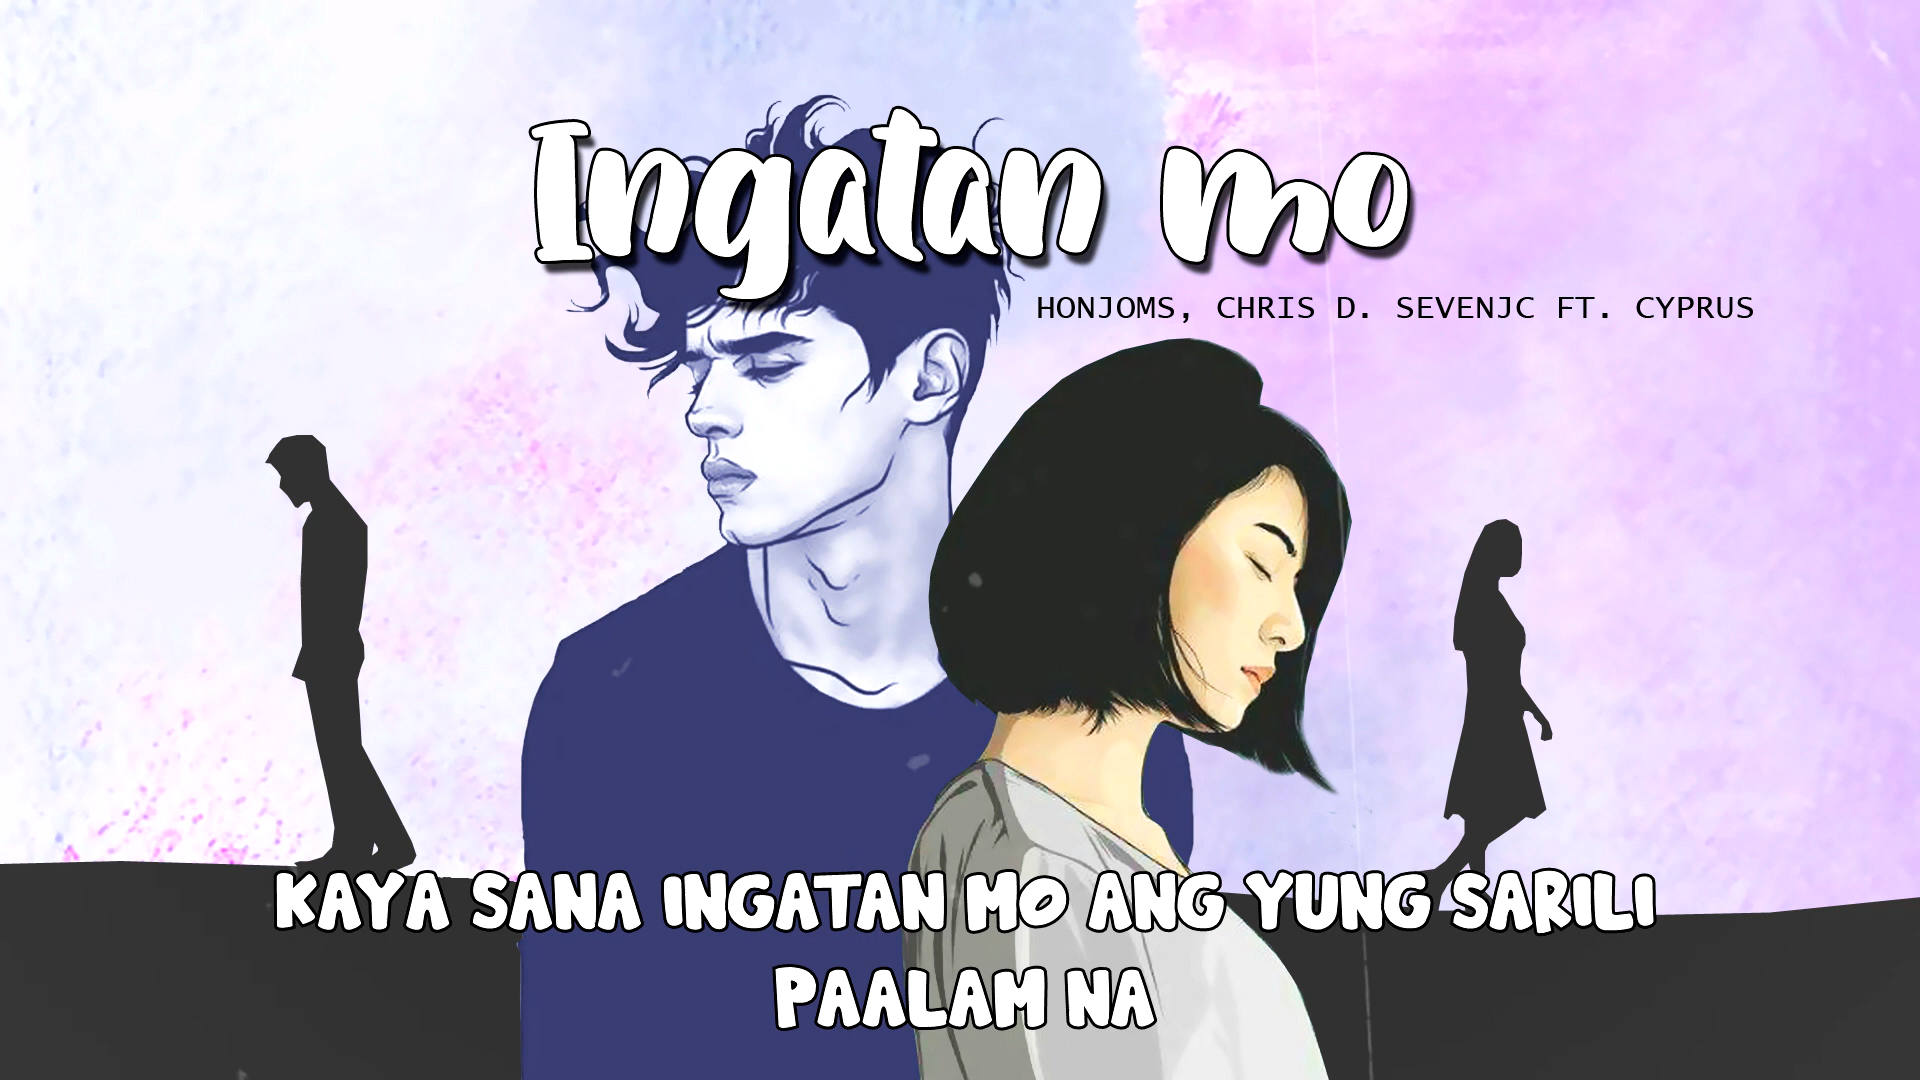 Ingatan mo
HONJOMS, CHRIS D. SEVENJC FT. CYPRUS
KAYA SANA INGATAN MO ANG YUNG SARILI
PAALAM NA